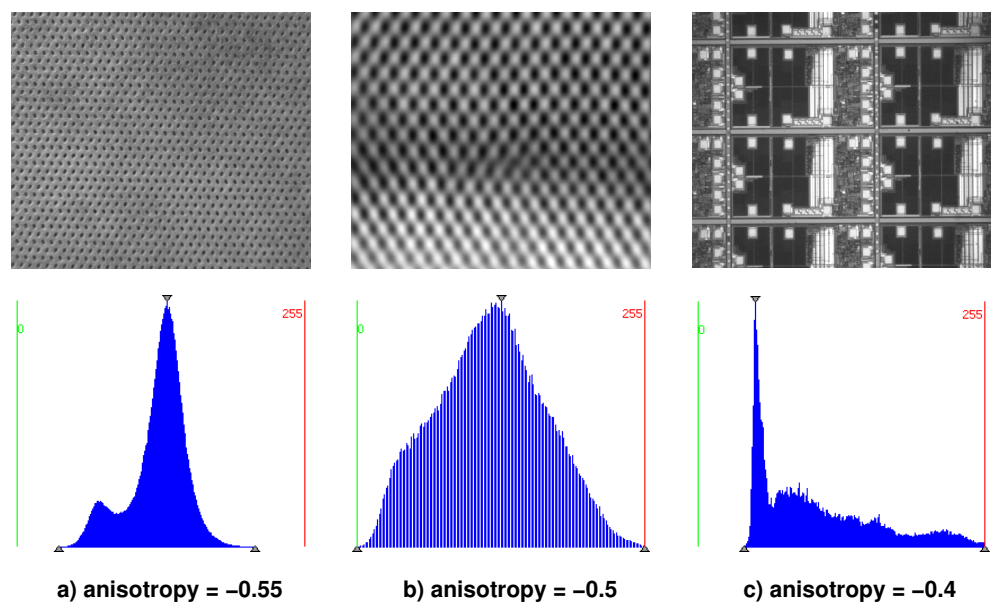 0 255
0 255
0 255
a) anisotropy = −0.55
b) anisotropy = −0.5
c) anisotropy = −0.4